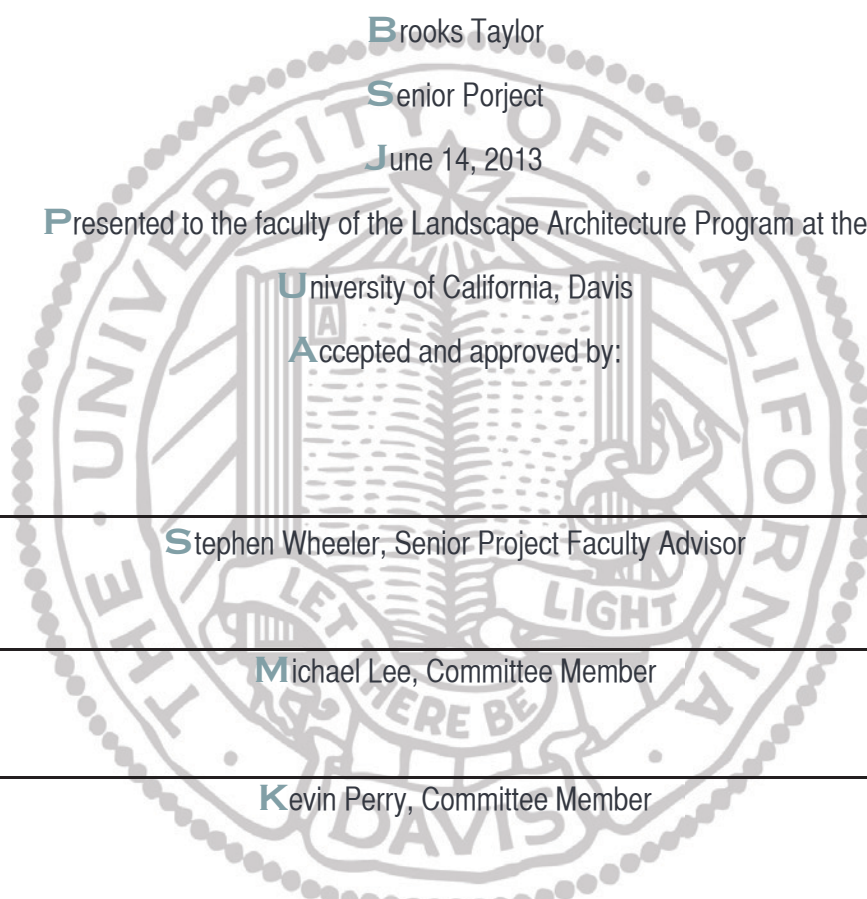 Brooks Taylor
Senior Porject
June 14, 2013
Presented to the faculty of the Landscape Architecture Program at the
University of California, Davis
Accepted and approved by:
Stephen Wheeler, Senior Project Faculty Advisor
Michael Lee, Committee Member
Kevin Perry, Committee Member
THE · UNIVERSITY · OF · CALIFORNIA
A
LET THERE BE LIGHT
DAVIS